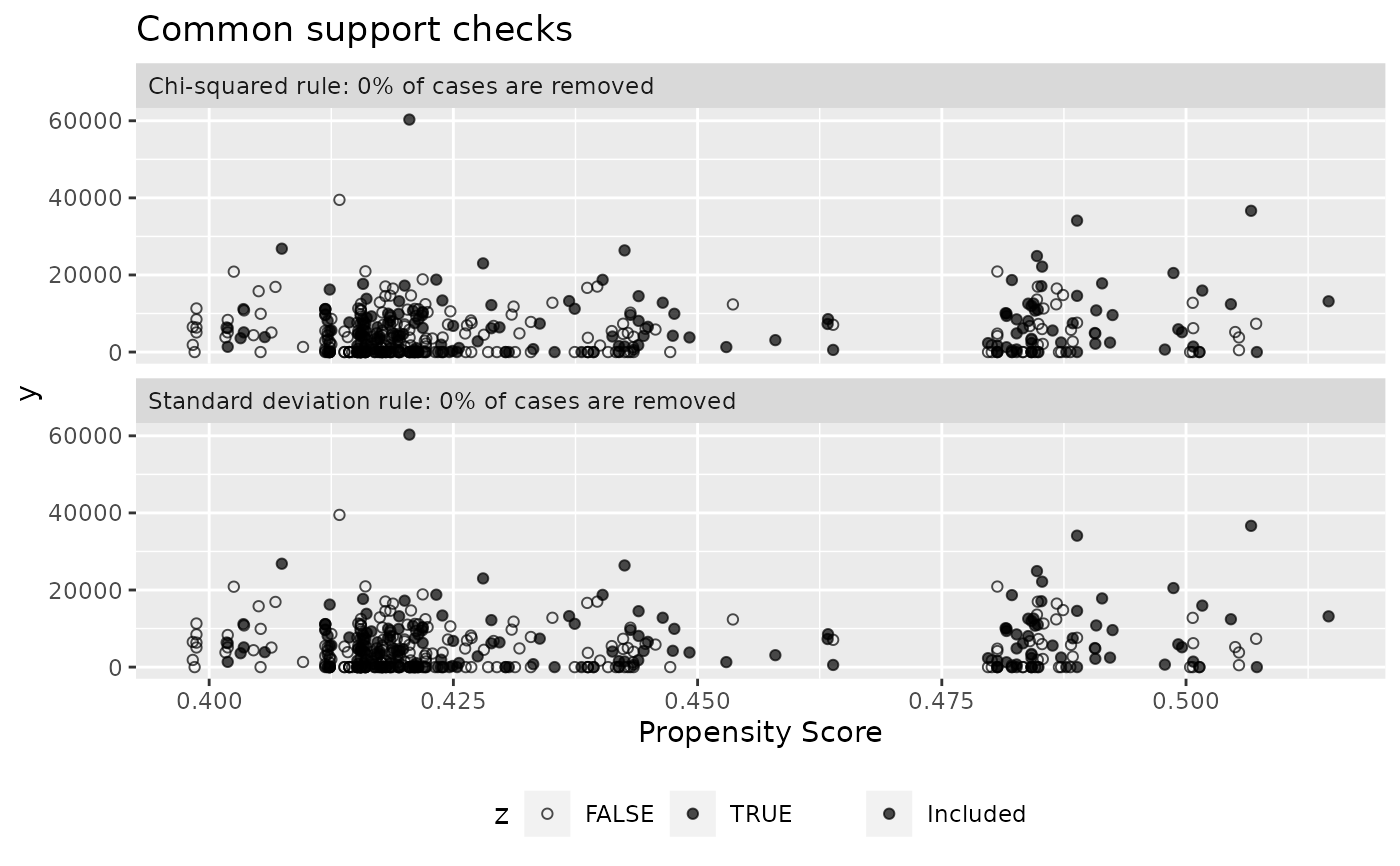 Common support checks
Chi-squared rule: 0% of cases are removed
60000
40000
20000
0
y
Standard deviation rule: 0% of cases are removed
60000
40000
20000
0
0.400 0.425 0.450 0.475 0.500
Propensity Score
z FALSE TRUE Included